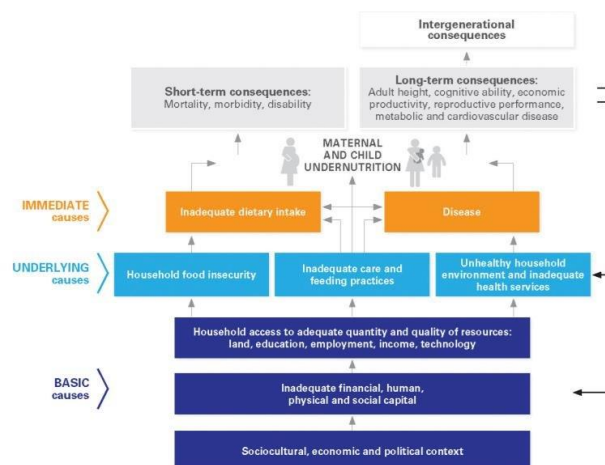 Intergenerational
consequences
Short-term consequences:
Mortality, morbidity, disability
Long-term consequences:
Adult height, cognitive ability, economic
productivity, reproductive performance,
metabolic and cardiovascular disease
MATERNAL
AND CHILD
UNDERNUTRITION
IMMEDIATE
causes
Inadequate dietary intake
Disease
UNDERLYING
causes
Household food insecurity
Inadequate care and
feeding practices
Unhealthy household
environment and inadequate
health services
Household access to adequate quantity and quality of resources:
land, education, employment, income, technology
BASIC
causes
Inadequate financial, human,
physical and social capital
Sociocultural, economic and political context